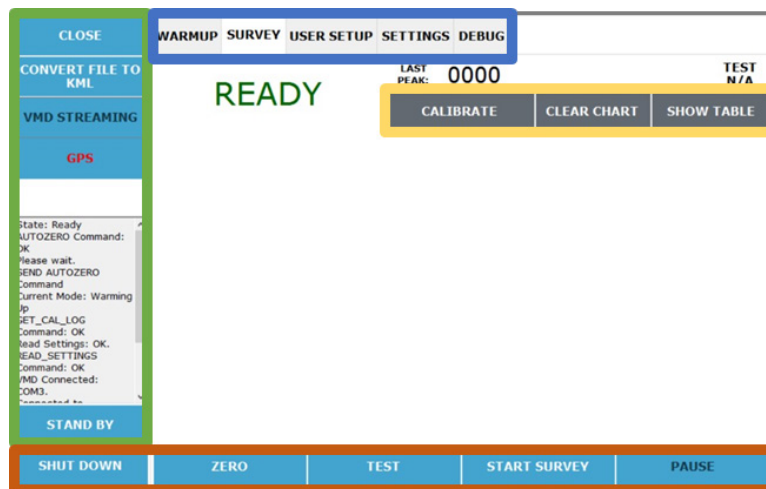 CLOSE
WARMUP SURVEY USER SETUP SETTINGS DEBUG
CONVERT FILE TO
KML
READY
LAST
PEAK: 0000
TEST
N/A
VMD STREAMING
CALIBRATE CLEAR CHART SHOW TABLE
GPS
State: Ready
AUTOZERO Command:
OK
Please wait.
SEND AUTOZERO
Command
Current Mode: Warming
Up
GET_CAL_LOG
Command: OK
Read Settings: OK.
READ_SETTINGS
Command: OK
VMD Connected:
COM3.
STAND BY
SHUT DOWN ZERO TEST START SURVEY PAUSE